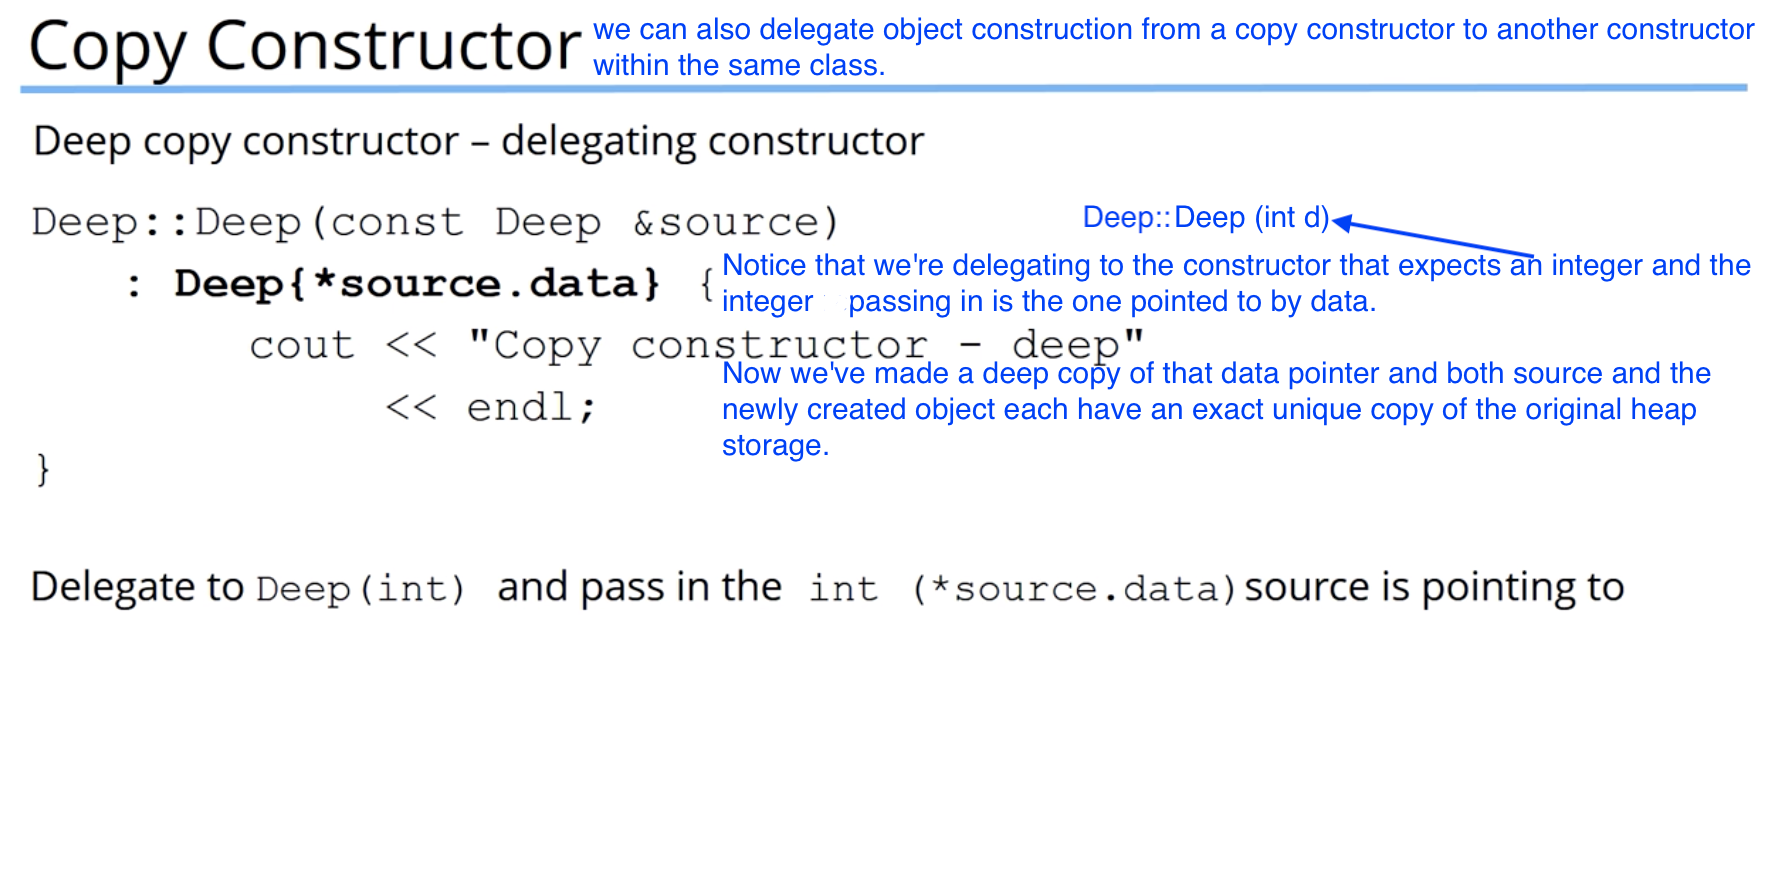 Copy Constructor
we can also delegate object construction from a copy constructor to another constructor
within the same class.
Deep copy constructor – delegating constructor
Deep::Deep(const Deep &source)
Deep::Deep (int d)
: Deep{*source.data} {
Notice that we're delegating to the constructor that expects an integer and the
integer passing in is the one pointed to by data.
cout << "Copy constructor - deep"
Now we've made a deep copy of that data pointer and both source and the
<< endl;
newly created object each have an exact unique copy of the original heap
storage.
}
Delegate to Deep(int) and pass in the int (*source.data) source is pointing to